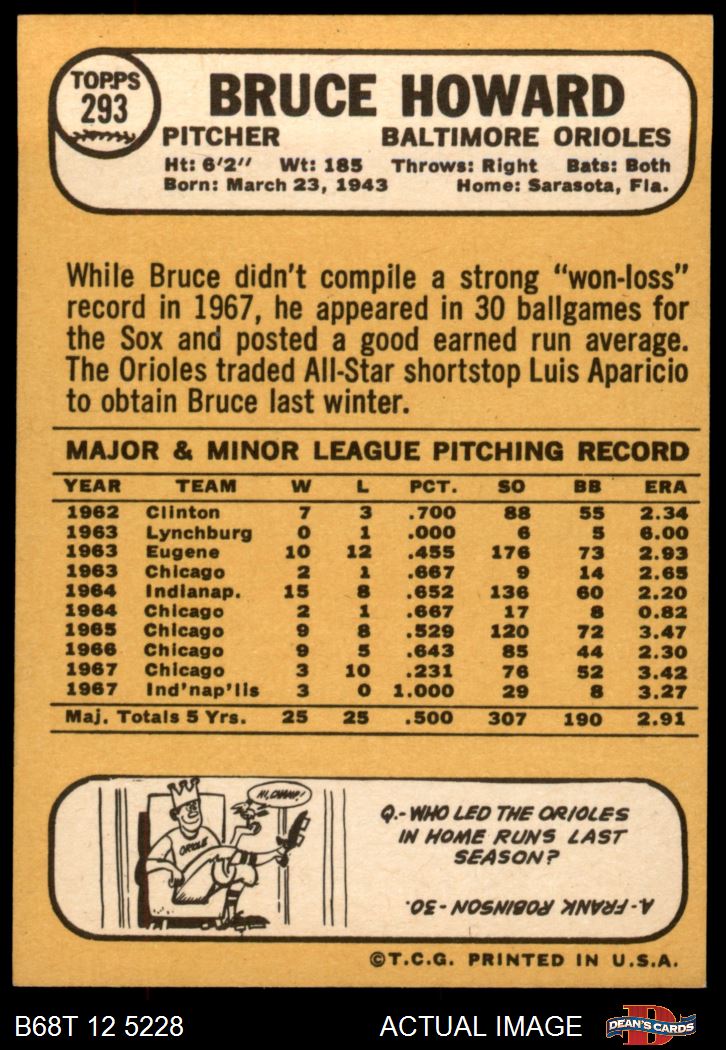 TOPPS
293
BRUCE HOWARD
PITCHER BALTIMORE ORIOLES
Ht: 6'2" Wt: 185 Throws: Right Bats: Both
Born: March 23, 1943 Home: Sarasota, Fla.
While Bruce didn't compile a strong "won-loss"
record in 1967, he appeared in 30 ballgames for
the Sox and posted a good earned run average.
The Orioles traded All-Star shortstop Luis Aparicio
to obtain Bruce last winter.
MAJOR & MINOR LEAGUE PITCHING RECORD
YEAR TEAM W L PCT. SO BB ERA
1962 Clinton 7 3 .700 88 55 2.34
1963 Lynchburg 0 1 .000 6 5 6.00
1963 Eugene 10 12 .455 176 73 2.93
1963 Chicago 2 1 .667 9 14 2.65
1964 Indianap. 15 8 .652 136 60 2.20
1964 Chicago 2 1 .667 17 8 0.82
1965 Chicago 9 8 .529 120 72 3.47
1966 Chicago 9 5 .643 85 44 2.30
1967 Chicago 3 10 .231 76 52 3.42
1967 Ind'nap'lis 3 0 1.000 29 8 3.27
Maj. Totals 5 Yrs. 25 25 .500 307 190 2.91
HI, CHAMP!
ORIOLE
Q.-WHO LED THE ORIOLES
IN HOME RUNS LAST
SEASON?
A-FRANK ROBINSON-30.
©T.C.G. PRINTED IN U.S.A.
B68T 12 5228 ACTUAL IMAGE
D
DEAN'S CARDS